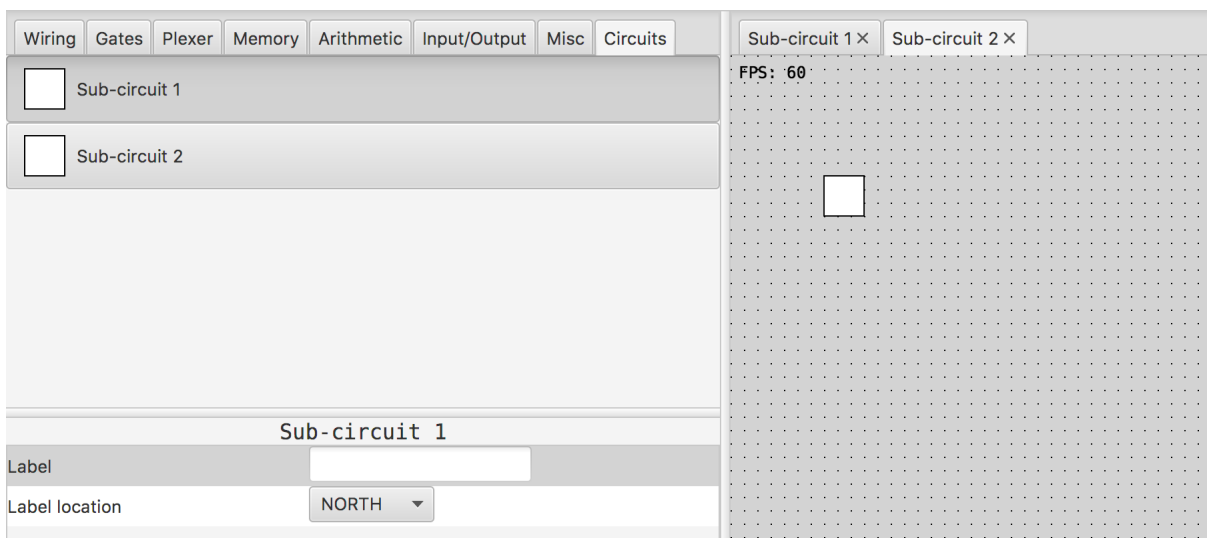 Wiring Gates Plexer Memory Arithmetic Input/Output Misc Circuits
Sub-circuit 1
Sub-circuit 2
Sub-circuit 1
Label
Label location NORTH
Sub-circuit 1 × Sub-circuit 2 ×
FPS: 60